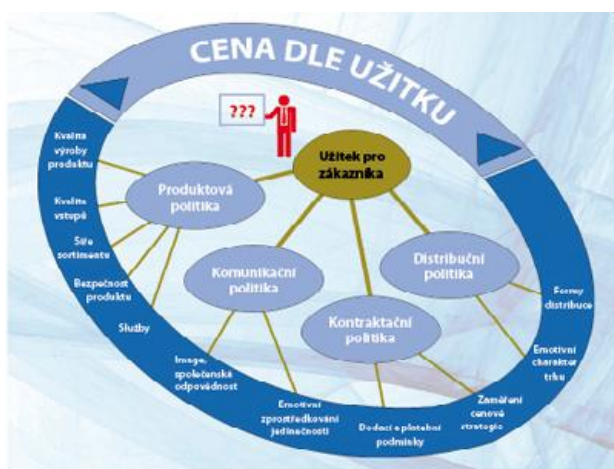 CENA DLE UŽITKU
???
Užitek pro
zákazníka
Kvalita
výroby
produktu
Produktová
politika
Kvalita
vstupů
Šíře
sortimentu
Bezpečnost
produktu
Služby
Komunikační
politika
Distribuční
politika
Kontraktační
politika
Formy
distribuce
Emotivní
charakter
trhu
Image,
společenská
odpovědnost
Emotivní
zprostředkování
jedinečnosti
Dodací a platební
podmínky
Zaměření
cenové
strategie